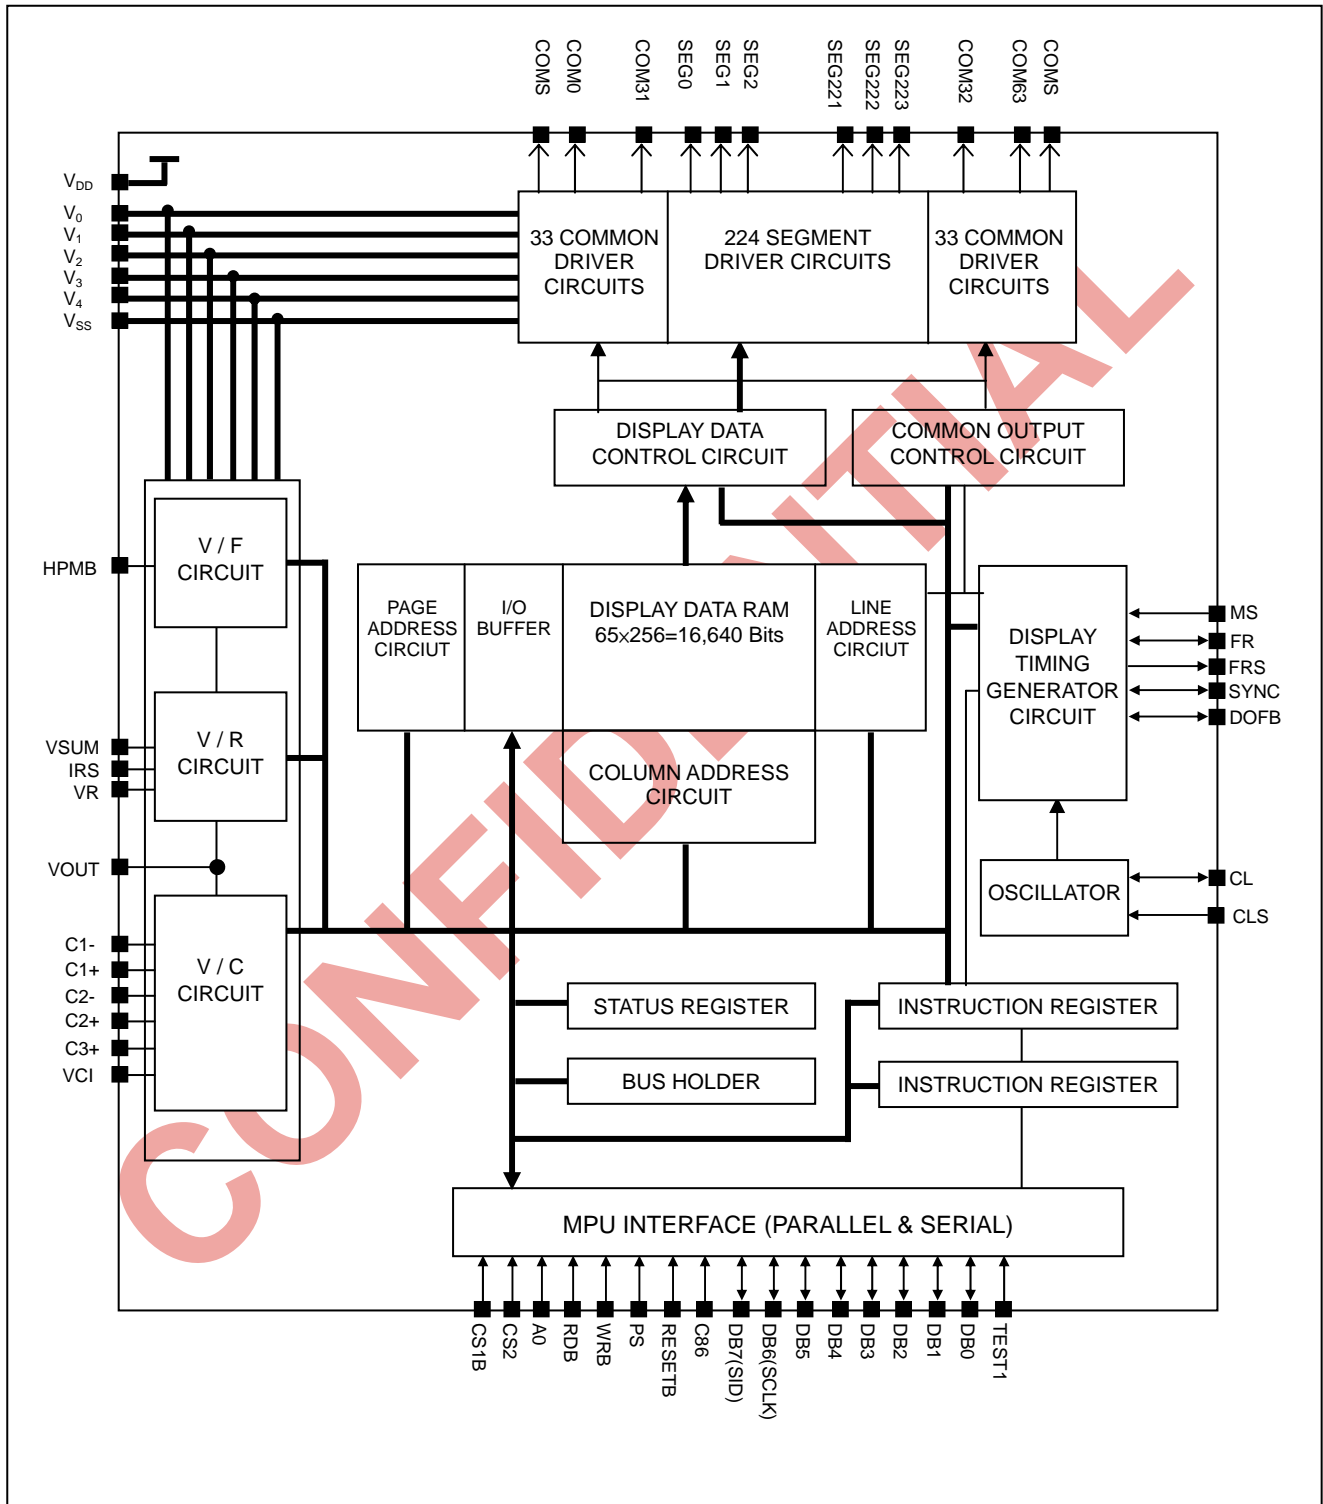 COMS
COM0
COM31
SEG0
SEG1
SEG2
SEG221
SEG222
SEG223
COM32
COM63
COMS
VDD
V0
V1
V2
V3
V4
VSS
33 COMMON
DRIVER
CIRCUITS
224 SEGMENT
DRIVER CIRCUITS
33 COMMON
DRIVER
CIRCUITS
DISPLAY DATA
CONTROL CIRCUIT
COMMON OUTPUT
CONTROL CIRCUIT
HPMB
V / F
CIRCUIT
PAGE
ADDRESS
CIRCIUT
I/O
BUFFER
DISPLAY DATA RAM
65×256=16,640 Bits
LINE
ADDRESS
CIRCIUT
DISPLAY
TIMING
GENERATOR
CIRCUIT
MS
FR
FRS
SYNC
DOFB
VSUM
IRS
VR
V / R
CIRCUIT
COLUMN ADDRESS
CIRCUIT
VOUT
OSCILLATOR
CL
CLS
C1-
C1+
C2-
C2+
C3+
VCI
V / C
CIRCUIT
STATUS REGISTER
INSTRUCTION REGISTER
BUS HOLDER
INSTRUCTION REGISTER
MPU INTERFACE (PARALLEL & SERIAL)
CS1B
CS2
A0
RDB
WRB
PS
RESETB
C86
DB7(SID)
DB6(SCLK)
DB5
DB4
DB3
DB2
DB1
DB0
TEST1
CONFIDENTIAL